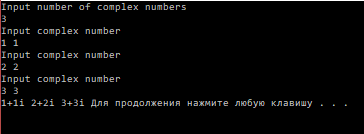 Input number of complex numbers
3
Input complex number
1 1
Input complex number
2 2
Input complex number
3 3
1+1i 2+2i 3+3i Для продолжения нажмите любую клавишу . . .